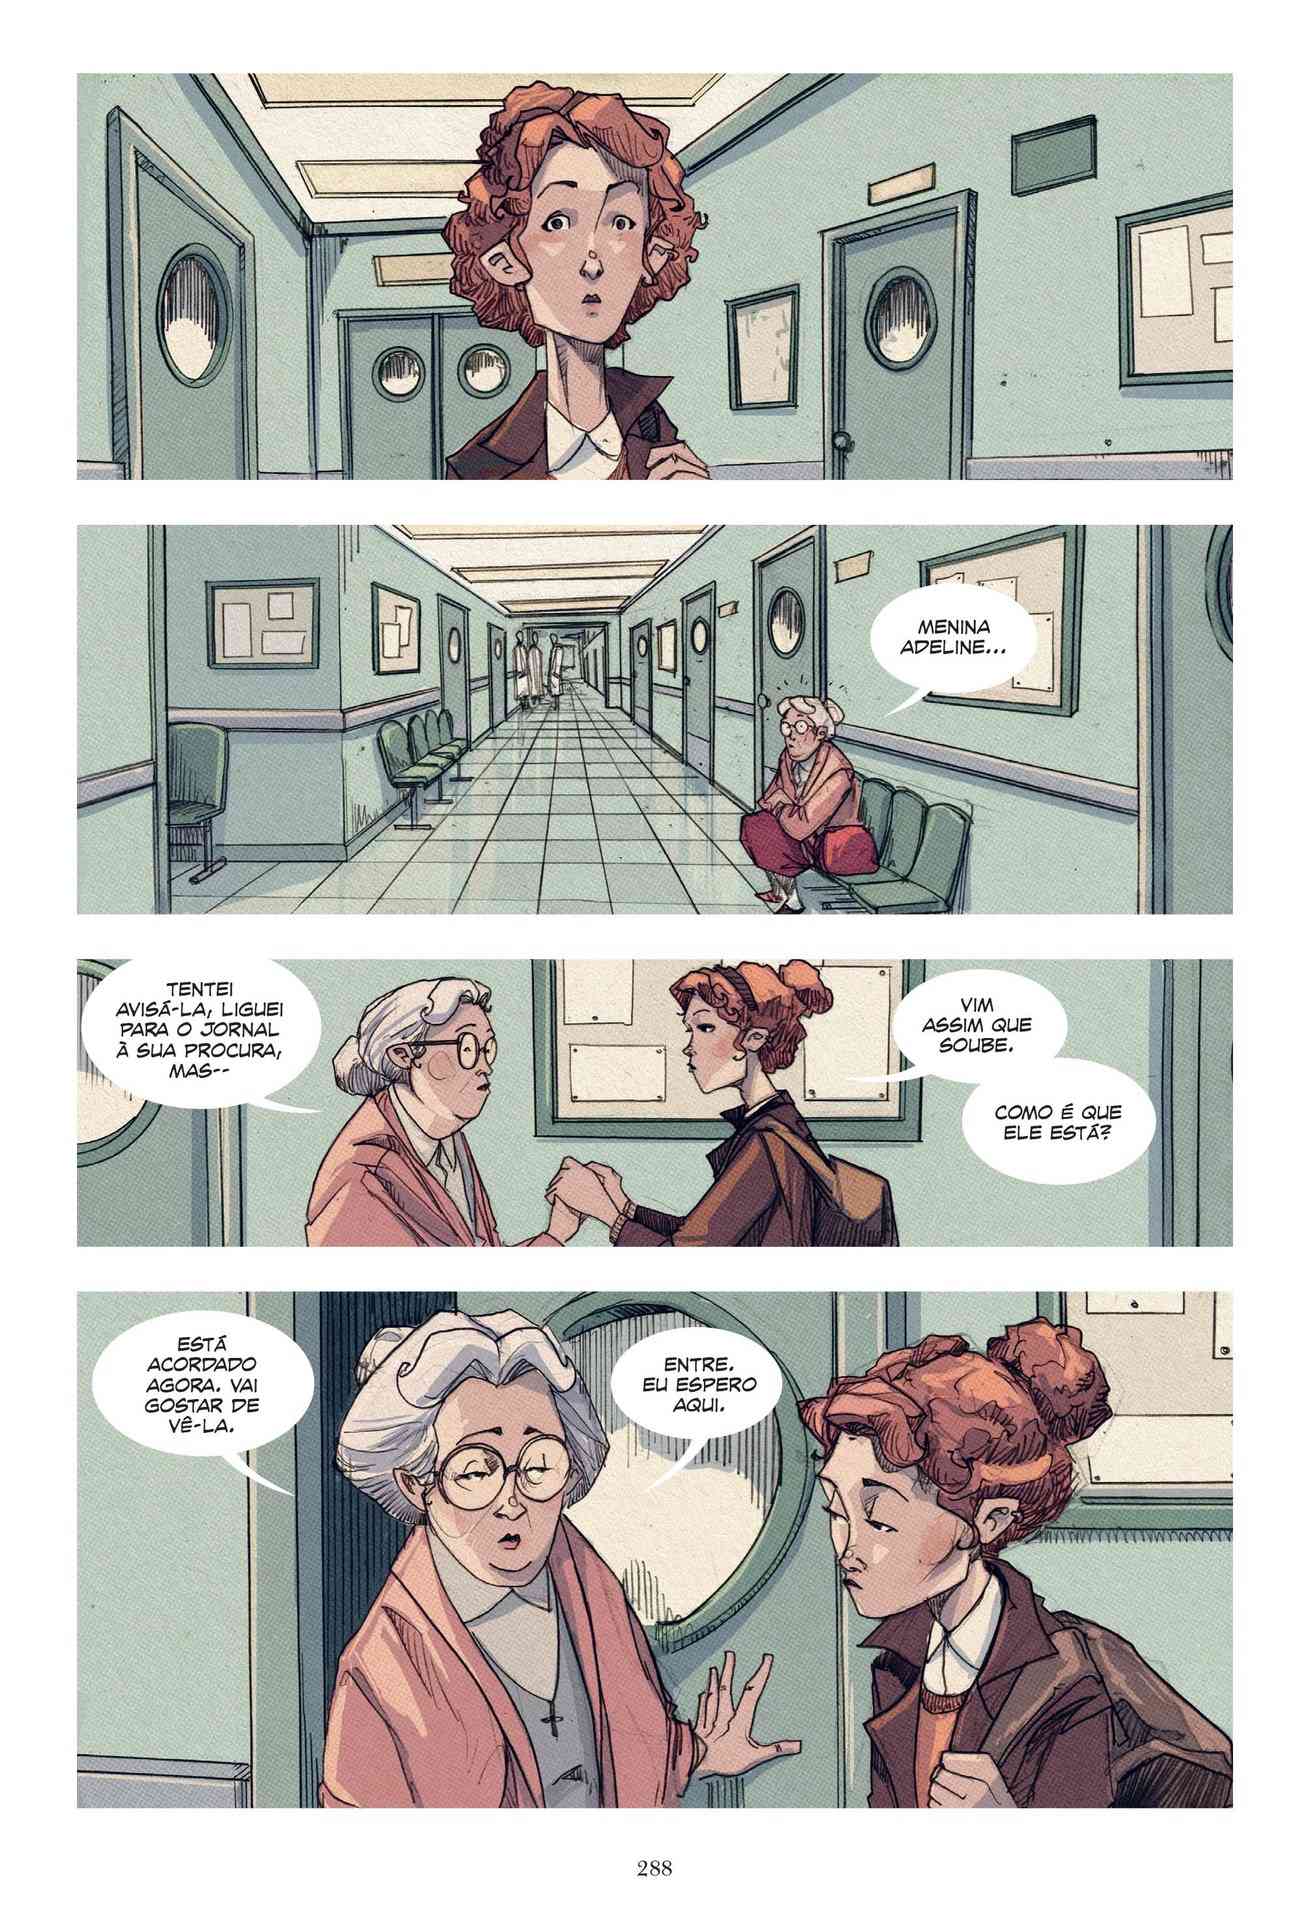 MENINA
ADELINE...
TENTEI
AVISÁ-LA, LIGUEI
PARA O JORNAL
À SUA PROCURA,
MAS--
VIM
ASSIM QUE
SOUBE.
COMO É QUE
ELE ESTÁ?
ESTÁ
ACORDADO
AGORA. VAI
GOSTAR DE
VÊ-LA.
ENTRE.
EU ESPERO
AQUI.
288